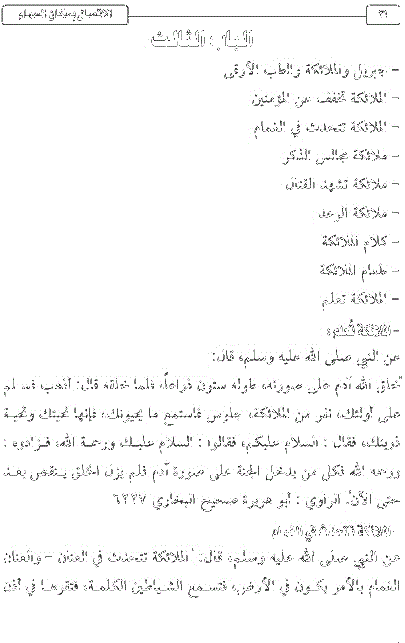 ٣١
الباب الثالث
- جبريل والملائكة والطب الأرقى
- الملائكة تخفف عن المؤمنين
- الملائكة تتحدث في الغمام
- ملائكة مجالس الذكر
- ملائكة تشهد القتال
- ملائكة الرعد
- كلام الملائكة
- طعام الملائكة
- الملائكة تعلم
- الملائكة تُعلم:
عن النبي صلى الله عليه وسلم، قال:
خلق الله آدم على صورته، طوله ستون ذراعاً، فلما خلقه قال: اذهب فسلم
على أولئك، نفر من الملائكة، جلوس، فاستمع ما يحيونك، فإنها تحيتك وتحية
ذريتك، فقال : السلام عليكم، فقالوا : السلام عليك ورحمة الله، فزادوه :
ورحمة الله فكل من يدخل الجنة على صورة آدم فلم يزل الخلق ينقص بعد
حتى الآن. الراوي : أبو هريرة صحيح البخاري ٦٢٢٧
- الملائكة تتحدث في الغمام
عن النبي صلى الله عليه وسلم، قال: الملائكة تتحدث في العنان - والعنان
الغمام بالأمر يكون في الأرض، فتسمع الشياطين الكلمة، فتقرها في أذن